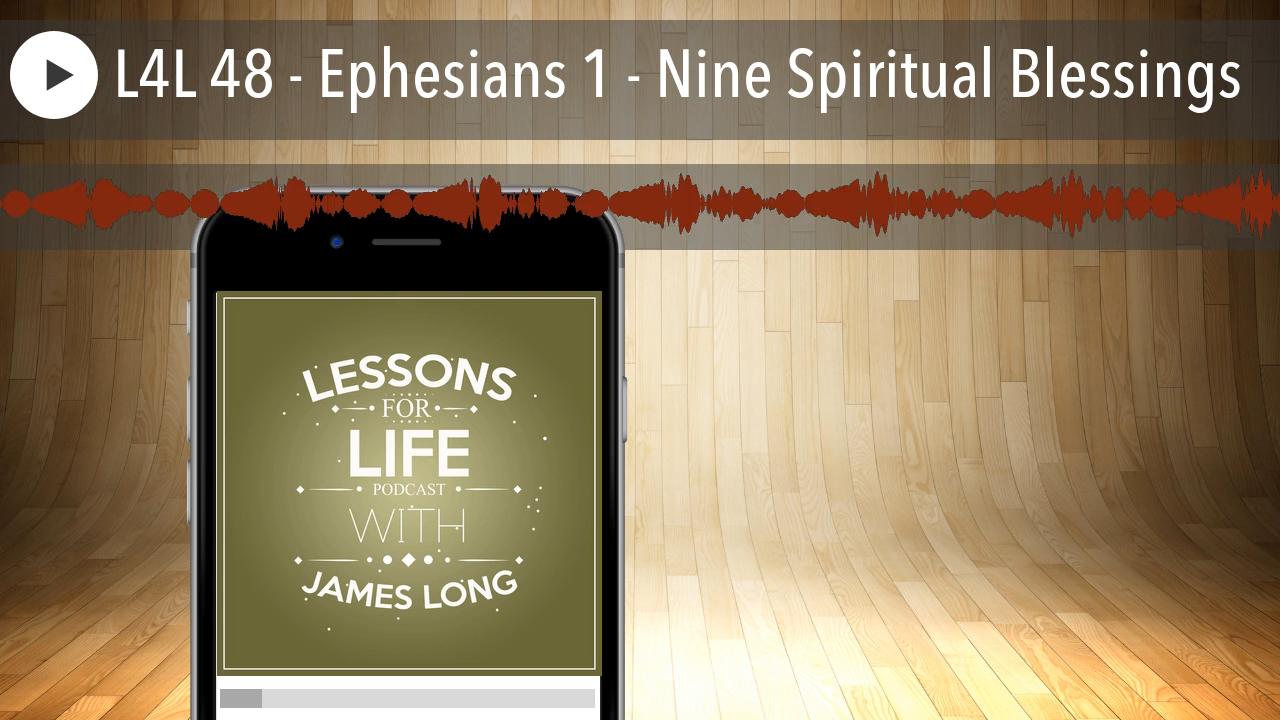 L4L 48 - Ephesians 1 - Nine Spiritual Blessings
LESSONS
FOR
LIFE
PODCAST
WITH
JAMES LONG